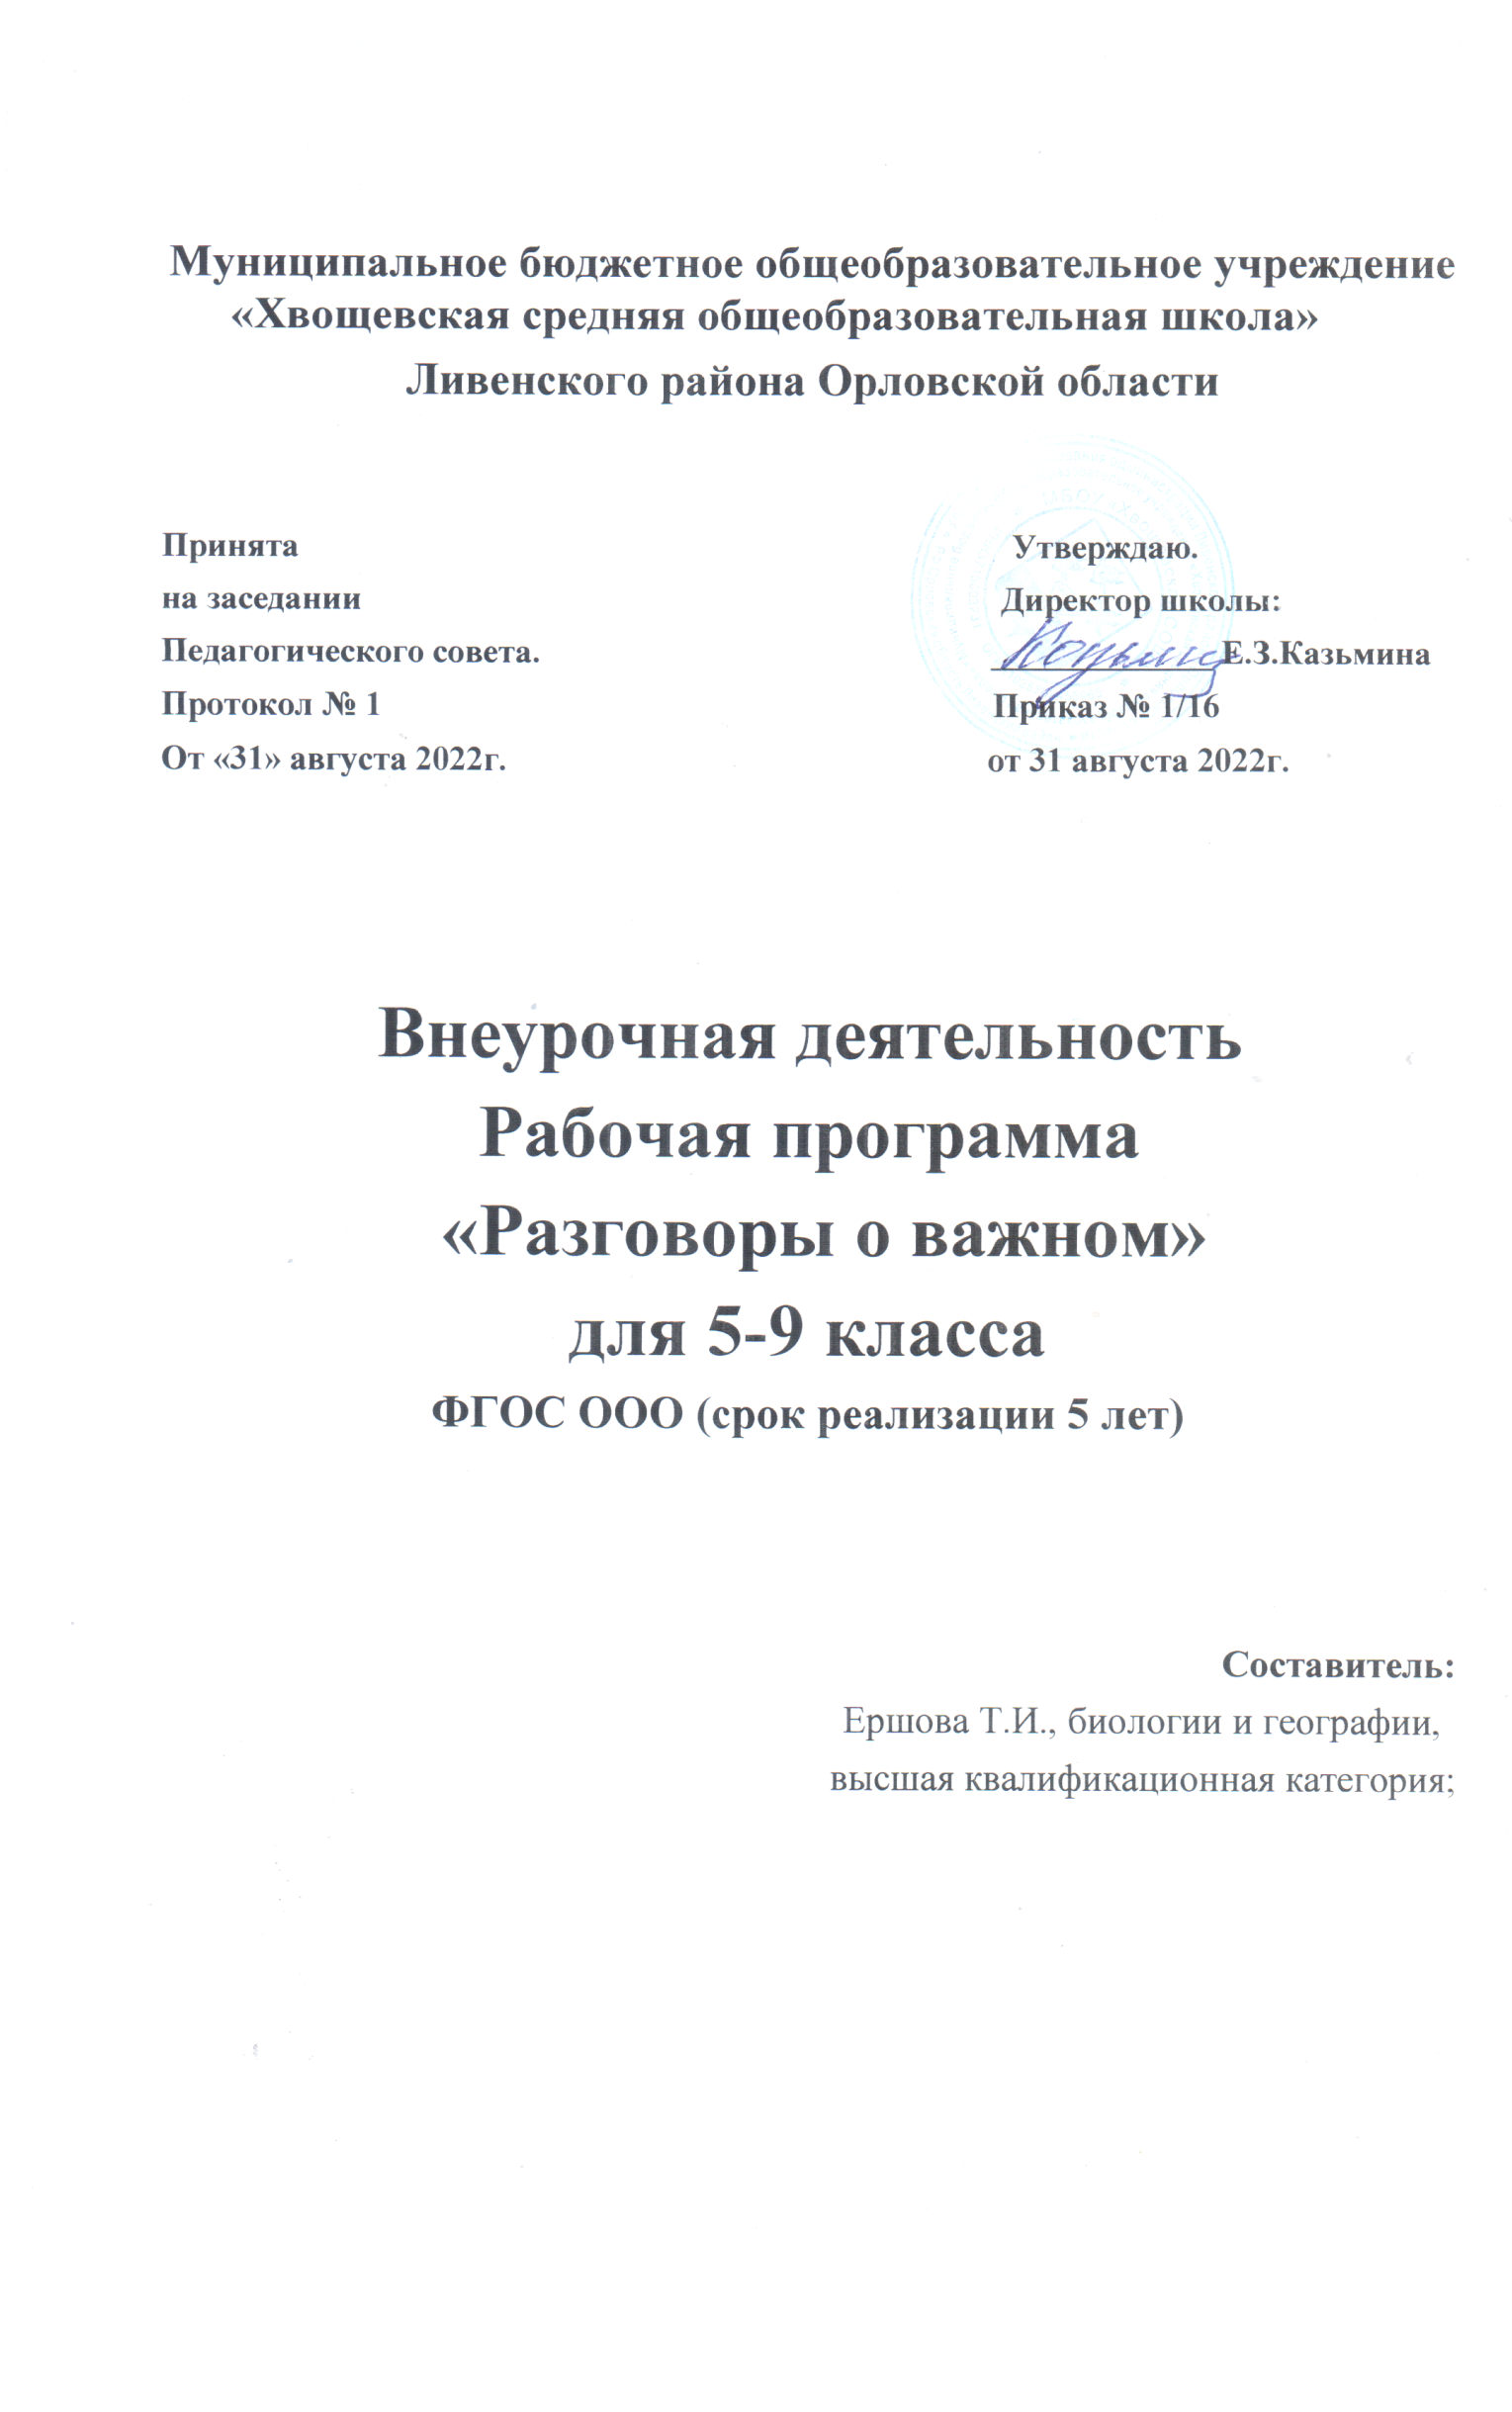 Муниципальное бюджетное общеобразовательное учреждение
«Хвощевская средняя общеобразовательная школа»
Ливенского района Орловской области
Принята
на заседании
Педагогического совета.
Протокол № 1
От «31» августа 2022г.
Утверждаю.
Директор школы:
Е.З.Казьмина
Приказ № 1/16
от 31 августа 2022г.
Внеурочная деятельность
Рабочая программа
«Разговоры о важном»
для 5-9 класса
ФГОС ООО (срок реализации 5 лет)
Составитель:
Ершова Т.И., биологии и географии,
высшая квалификационная категория;